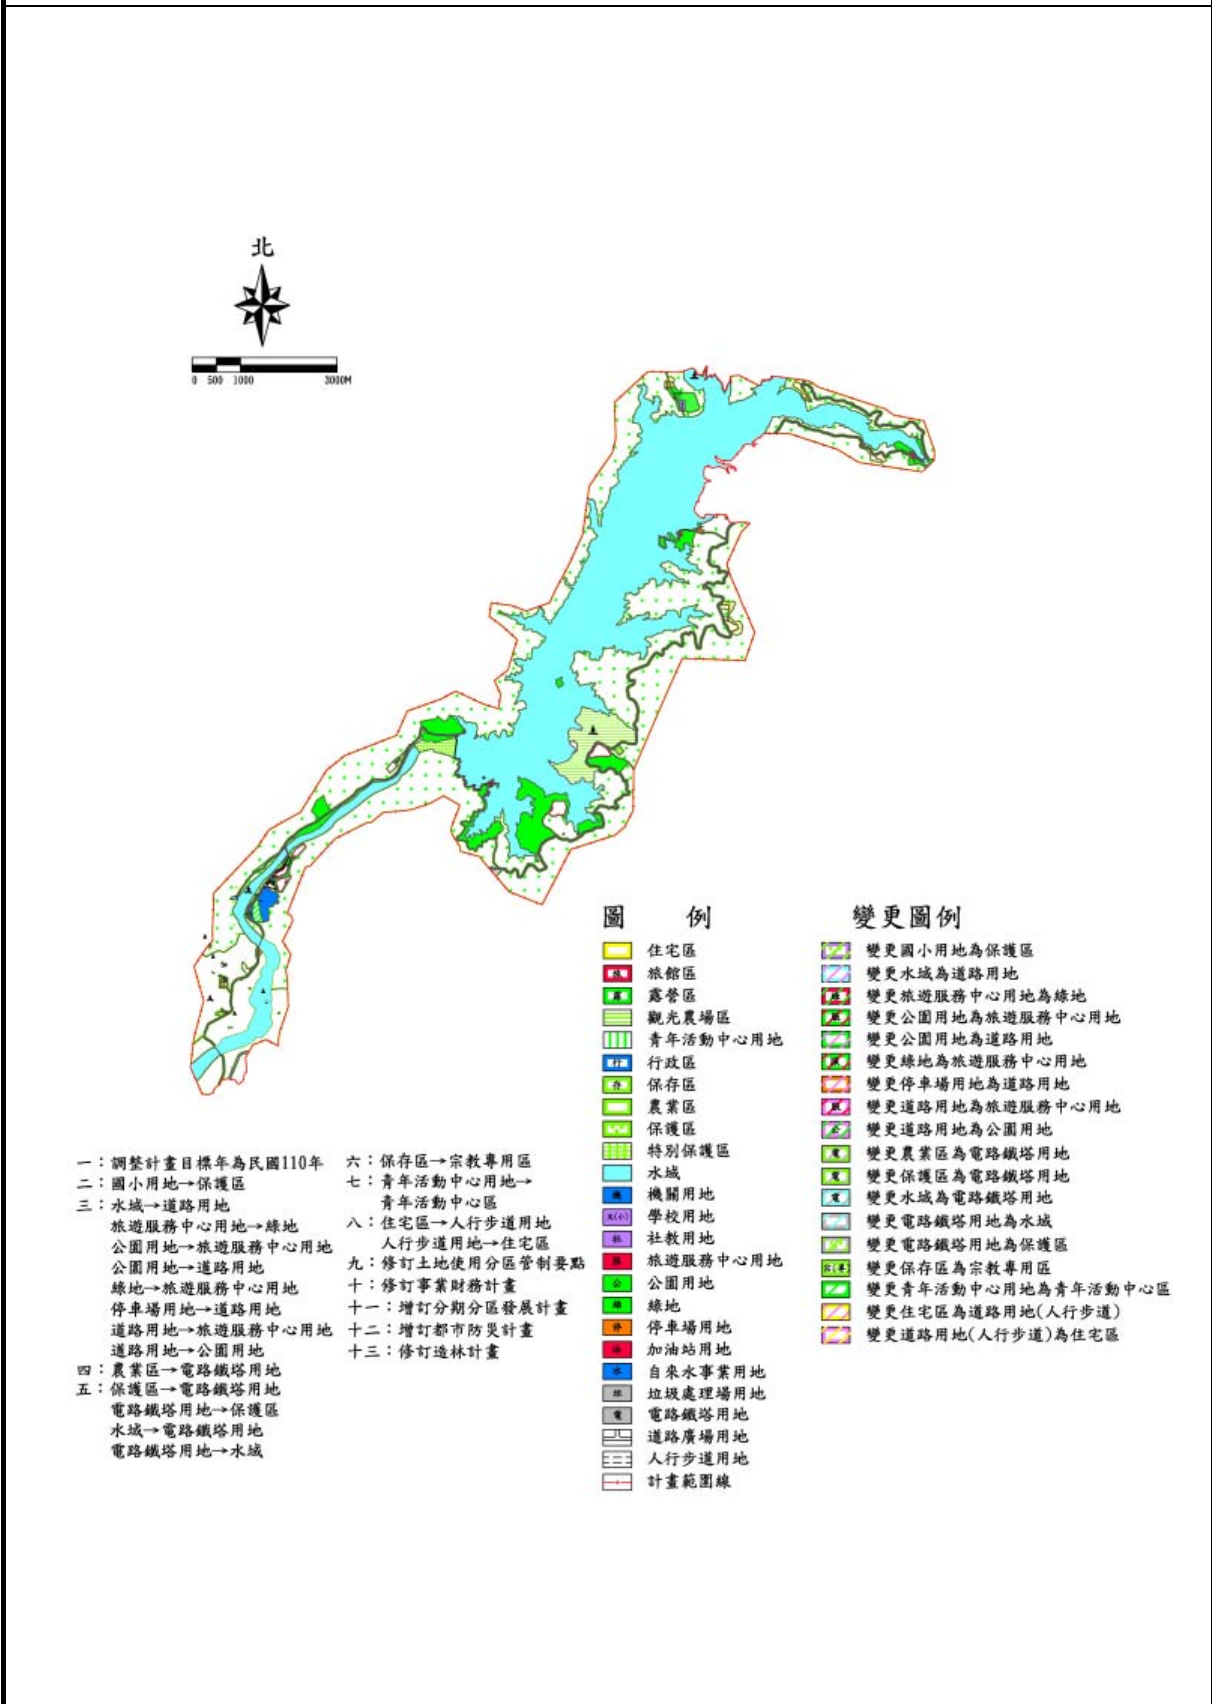 北
0 500 1000 3000M
圖 例
住宅區
旅 旅館區
露 露營區
觀光農場區
青年活動中心用地
行 行政區
存 保存區
農業區
保護區
特別保護區
水域
機 機關用地
文(小) 學校用地
社 社教用地
旅遊服務中心用地
公 公園用地
綠 綠地
停 停車場用地
油 加油站用地
水 自來水事業用地
垃圾處理場用地
電 電路鐵塔用地
道路廣場用地
人行步道用地
計畫範圍線
變更圖例
變更國小用地為保護區
變更水域為道路用地
變更旅遊服務中心用地為綠地
變更公園用地為旅遊服務中心用地
變更公園用地為道路用地
變更綠地為旅遊服務中心用地
變更停車場用地為道路用地
變更道路用地為旅遊服務中心用地
公 變更道路用地為公園用地
電 變更農業區為電路鐵塔用地
電 變更保護區為電路鐵塔用地
電 變更水域為電路鐵塔用地
變更電路鐵塔用地為水域
變更電路鐵塔用地為保護區
宗(專) 變更保存區為宗教專用區
變更青年活動中心用地為青年活動中心區
變更住宅區為道路用地(人行步道)
變更道路用地(人行步道)為住宅區
一：調整計畫目標年為民國110年
二：國小用地→保護區
三：水域→道路用地
旅遊服務中心用地→綠地
公園用地→旅遊服務中心用地
公園用地→道路用地
綠地→旅遊服務中心用地
停車場用地→道路用地
道路用地→旅遊服務中心用地
道路用地→公園用地
四：農業區→電路鐵塔用地
五：保護區→電路鐵塔用地
電路鐵塔用地→保護區
水域→電路鐵塔用地
電路鐵塔用地→水域
六：保存區→宗教專用區
七：青年活動中心用地→
青年活動中心區
八：住宅區→人行步道用地
人行步道用地→住宅區
九：修訂土地使用分區管制要點
十：修訂事業財務計畫
十一：增訂分期分區發展計畫
十二：增訂都市防災計畫
十三：修訂造林計畫